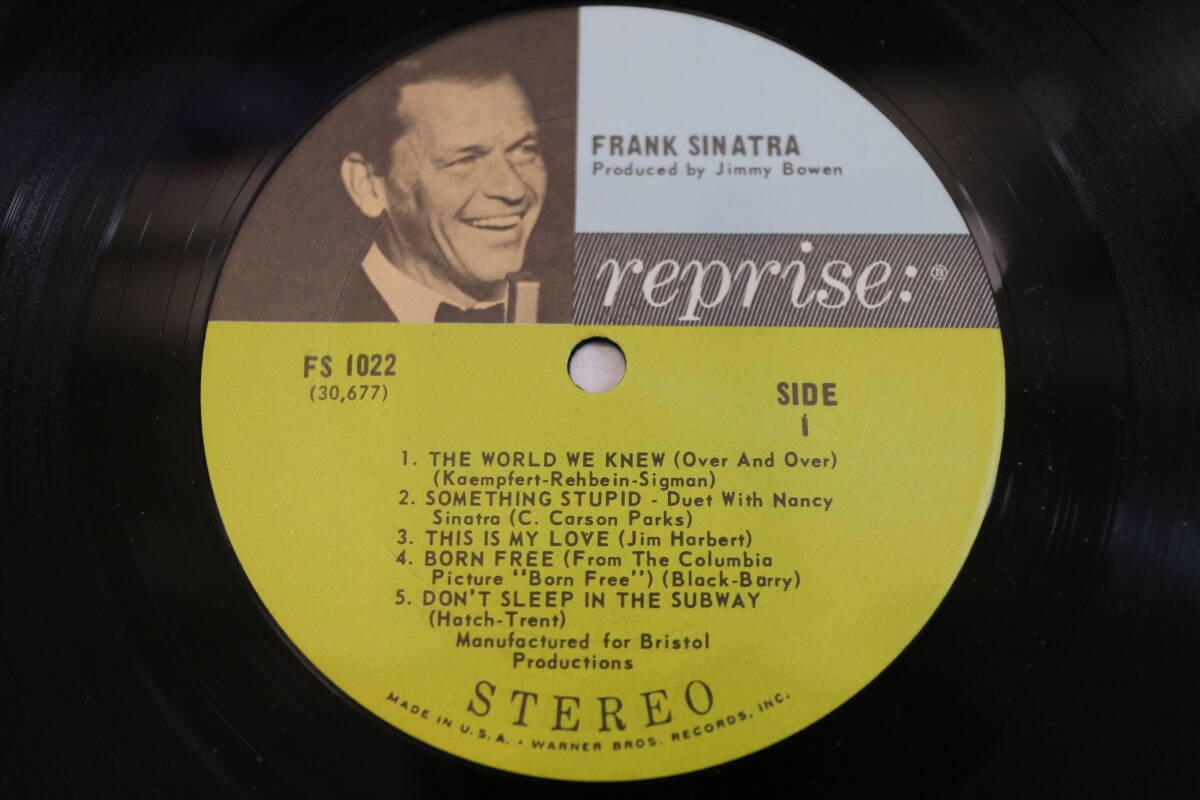 FRANK SINATRA
Produced by Jimmy Bowen
reprise:®
FS 1022
(30,677)
SIDE
1
1. THE WORLD WE KNEW (Over And Over)
(Kaempfert-Rehbein-Sigman)
2. SOMETHING STUPID - Duet With Nancy
Sinatra (C. Carson Parks)
3. THIS IS MY LOVE (Jim Harbert)
4. BORN FREE (From The Columbia
Picture "Born Free") (Black-Barry)
5. DON'T SLEEP IN THE SUBWAY
(Hatch-Trent)
Manufactured for Bristol
Productions
STEREO
MADE IN U.S.A. • WARNER BROS. RECORDS, INC.